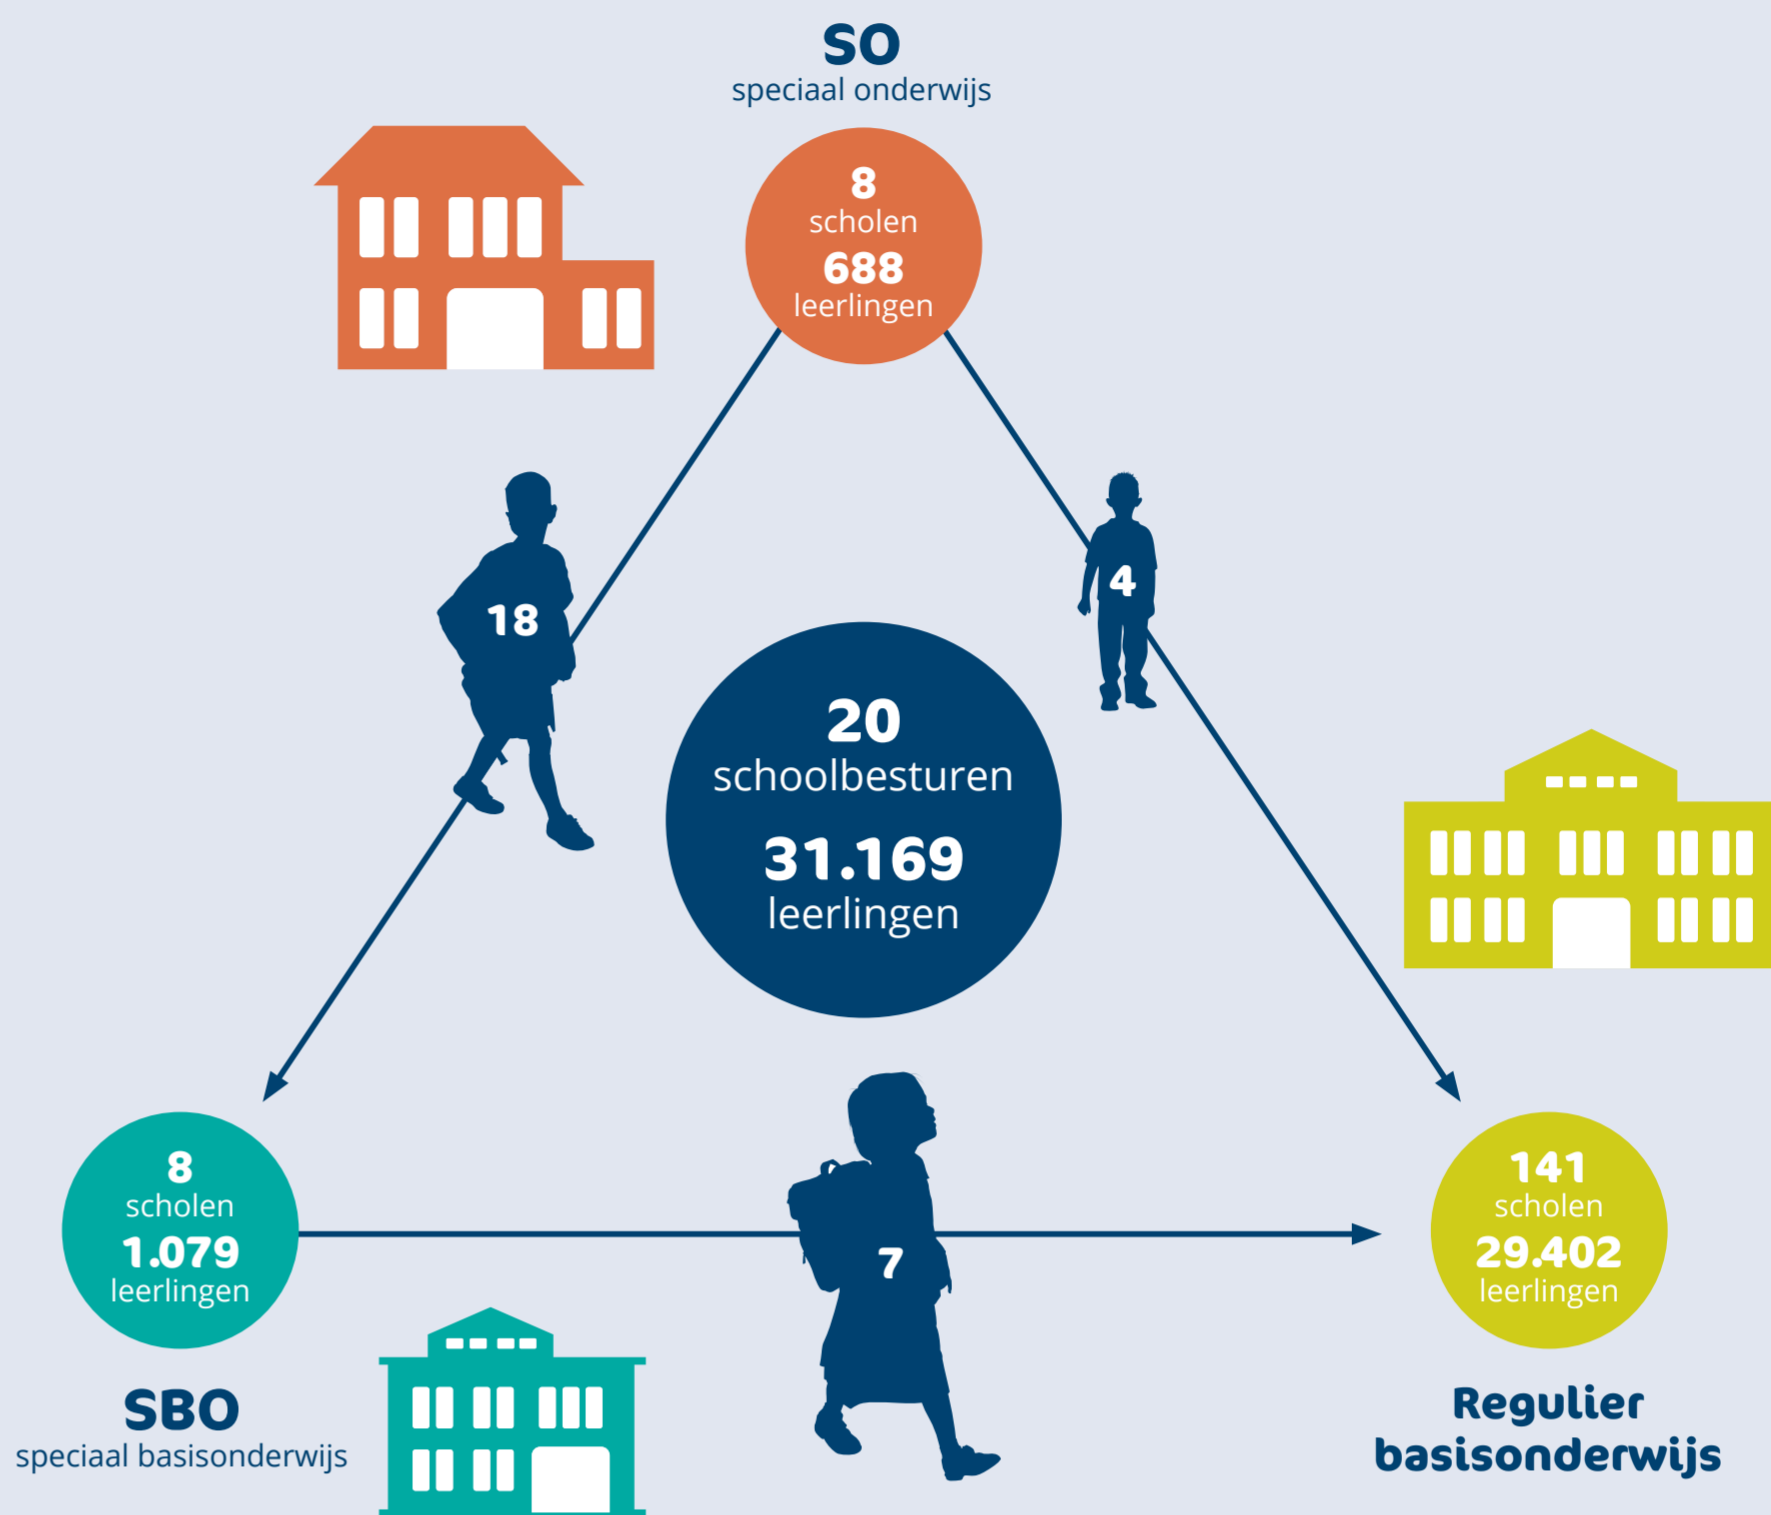 SO
speciaal onderwijs
8
scholen
688
leerlingen
18
4
20
schoolbesturen
31.169
leerlingen
8
scholen
1.079
leerlingen
SBO
speciaal basisonderwijs
7
141
scholen
29.402
leerlingen
Regulier
basisonderwijs